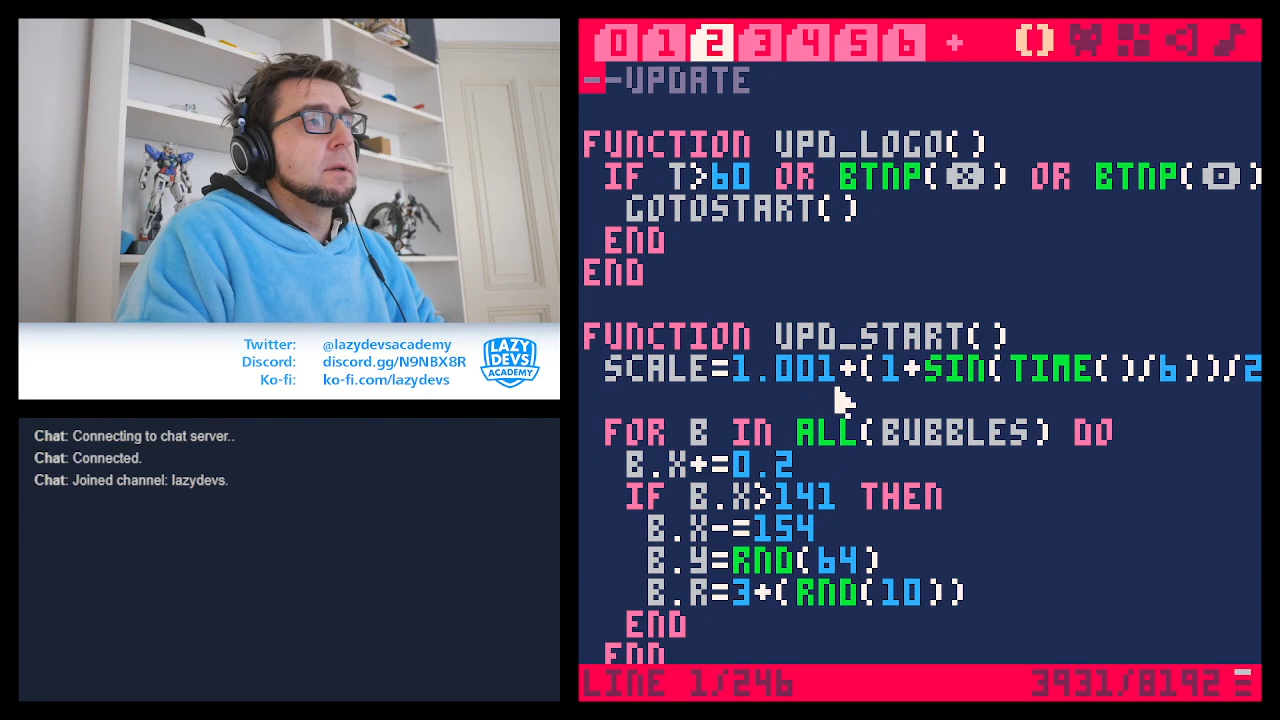 Twitter: @lazydevsacademy
Discord: discord.gg/N9NBX8R
Ko-fi: ko-fi.com/lazydevs
LAZY
DEVS
ACADEMY
Chat: Connecting to chat server..
Chat: Connected.
Chat: Joined channel: lazydevs.
0 1 2 3 4 5 6 +
--UPDATE
FUNCTION UPD_LOGO()
IF T>60 OR BTNP(❎) OR BTNP(🅾️)
GOTOSTART()
END
END
FUNCTION UPD_START()
SCALE=1.001+(1+SIN(TIME()/6))/2
FOR B IN ALL(BUBBLES) DO
B.X+=0.2
IF B.X>141 THEN
B.X-=154
B.Y=RND(64)
B.R=3+(RND(10))
END
END
LINE 1/246 3931/8192